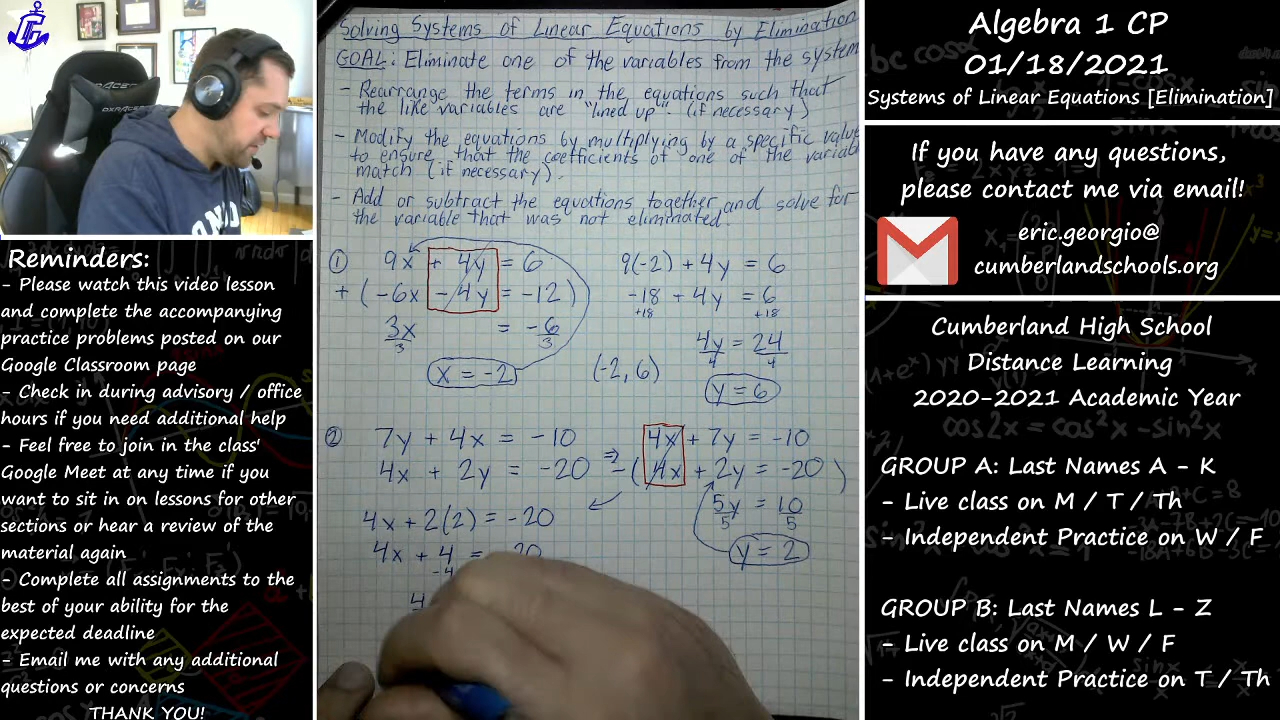 Solving Systems of Linear Equations by Elimination
GOAL: Eliminate one of the variables from the system
- Rearrange the terms in the equations such that
the like variables are "lined up". (if necessary)
- Modify the equations by multiplying by a specific value
to ensure that the coefficients of one of the variable
match (if necessary).
- Add or subtract the equations together and solve for
the variable that was not eliminated.
① 9x + 4y = 6
+ (-6x - 4y = -12)
3x = -6
3 3
x = -2
9(-2) + 4y = 6
-18 + 4y = 6
+18 +18
4y = 24
4 4
(-2, 6)
y = 6
② 7y + 4x = -10
4x + 2y = -20
⇒ 4x + 7y = -10
- (4x + 2y = -20)
5y = 10
5 5
y = 2
4x + 2(2) = -20
4x + 4 = -20
-4
4
Algebra 1 CP
01/18/2021
Systems of Linear Equations [Elimination]
If you have any questions,
please contact me via email!
eric.georgio@
cumberlandschools.org
Cumberland High School
Distance Learning
2020-2021 Academic Year
GROUP A: Last Names A - K
- Live class on M / T / Th
- Independent Practice on W / F
GROUP B: Last Names L - Z
- Live class on M / W / F
- Independent Practice on T / Th
Reminders:
- Please watch this video lesson
and complete the accompanying
practice problems posted on our
Google Classroom page
- Check in during advisory / office
hours if you need additional help
- Feel free to join in the class'
Google Meet at any time if you
want to sit in on lessons for other
sections or hear a review of the
material again
- Complete all assignments to the
best of your ability for the
expected deadline
- Email me with any additional
questions or concerns
THANK YOU!